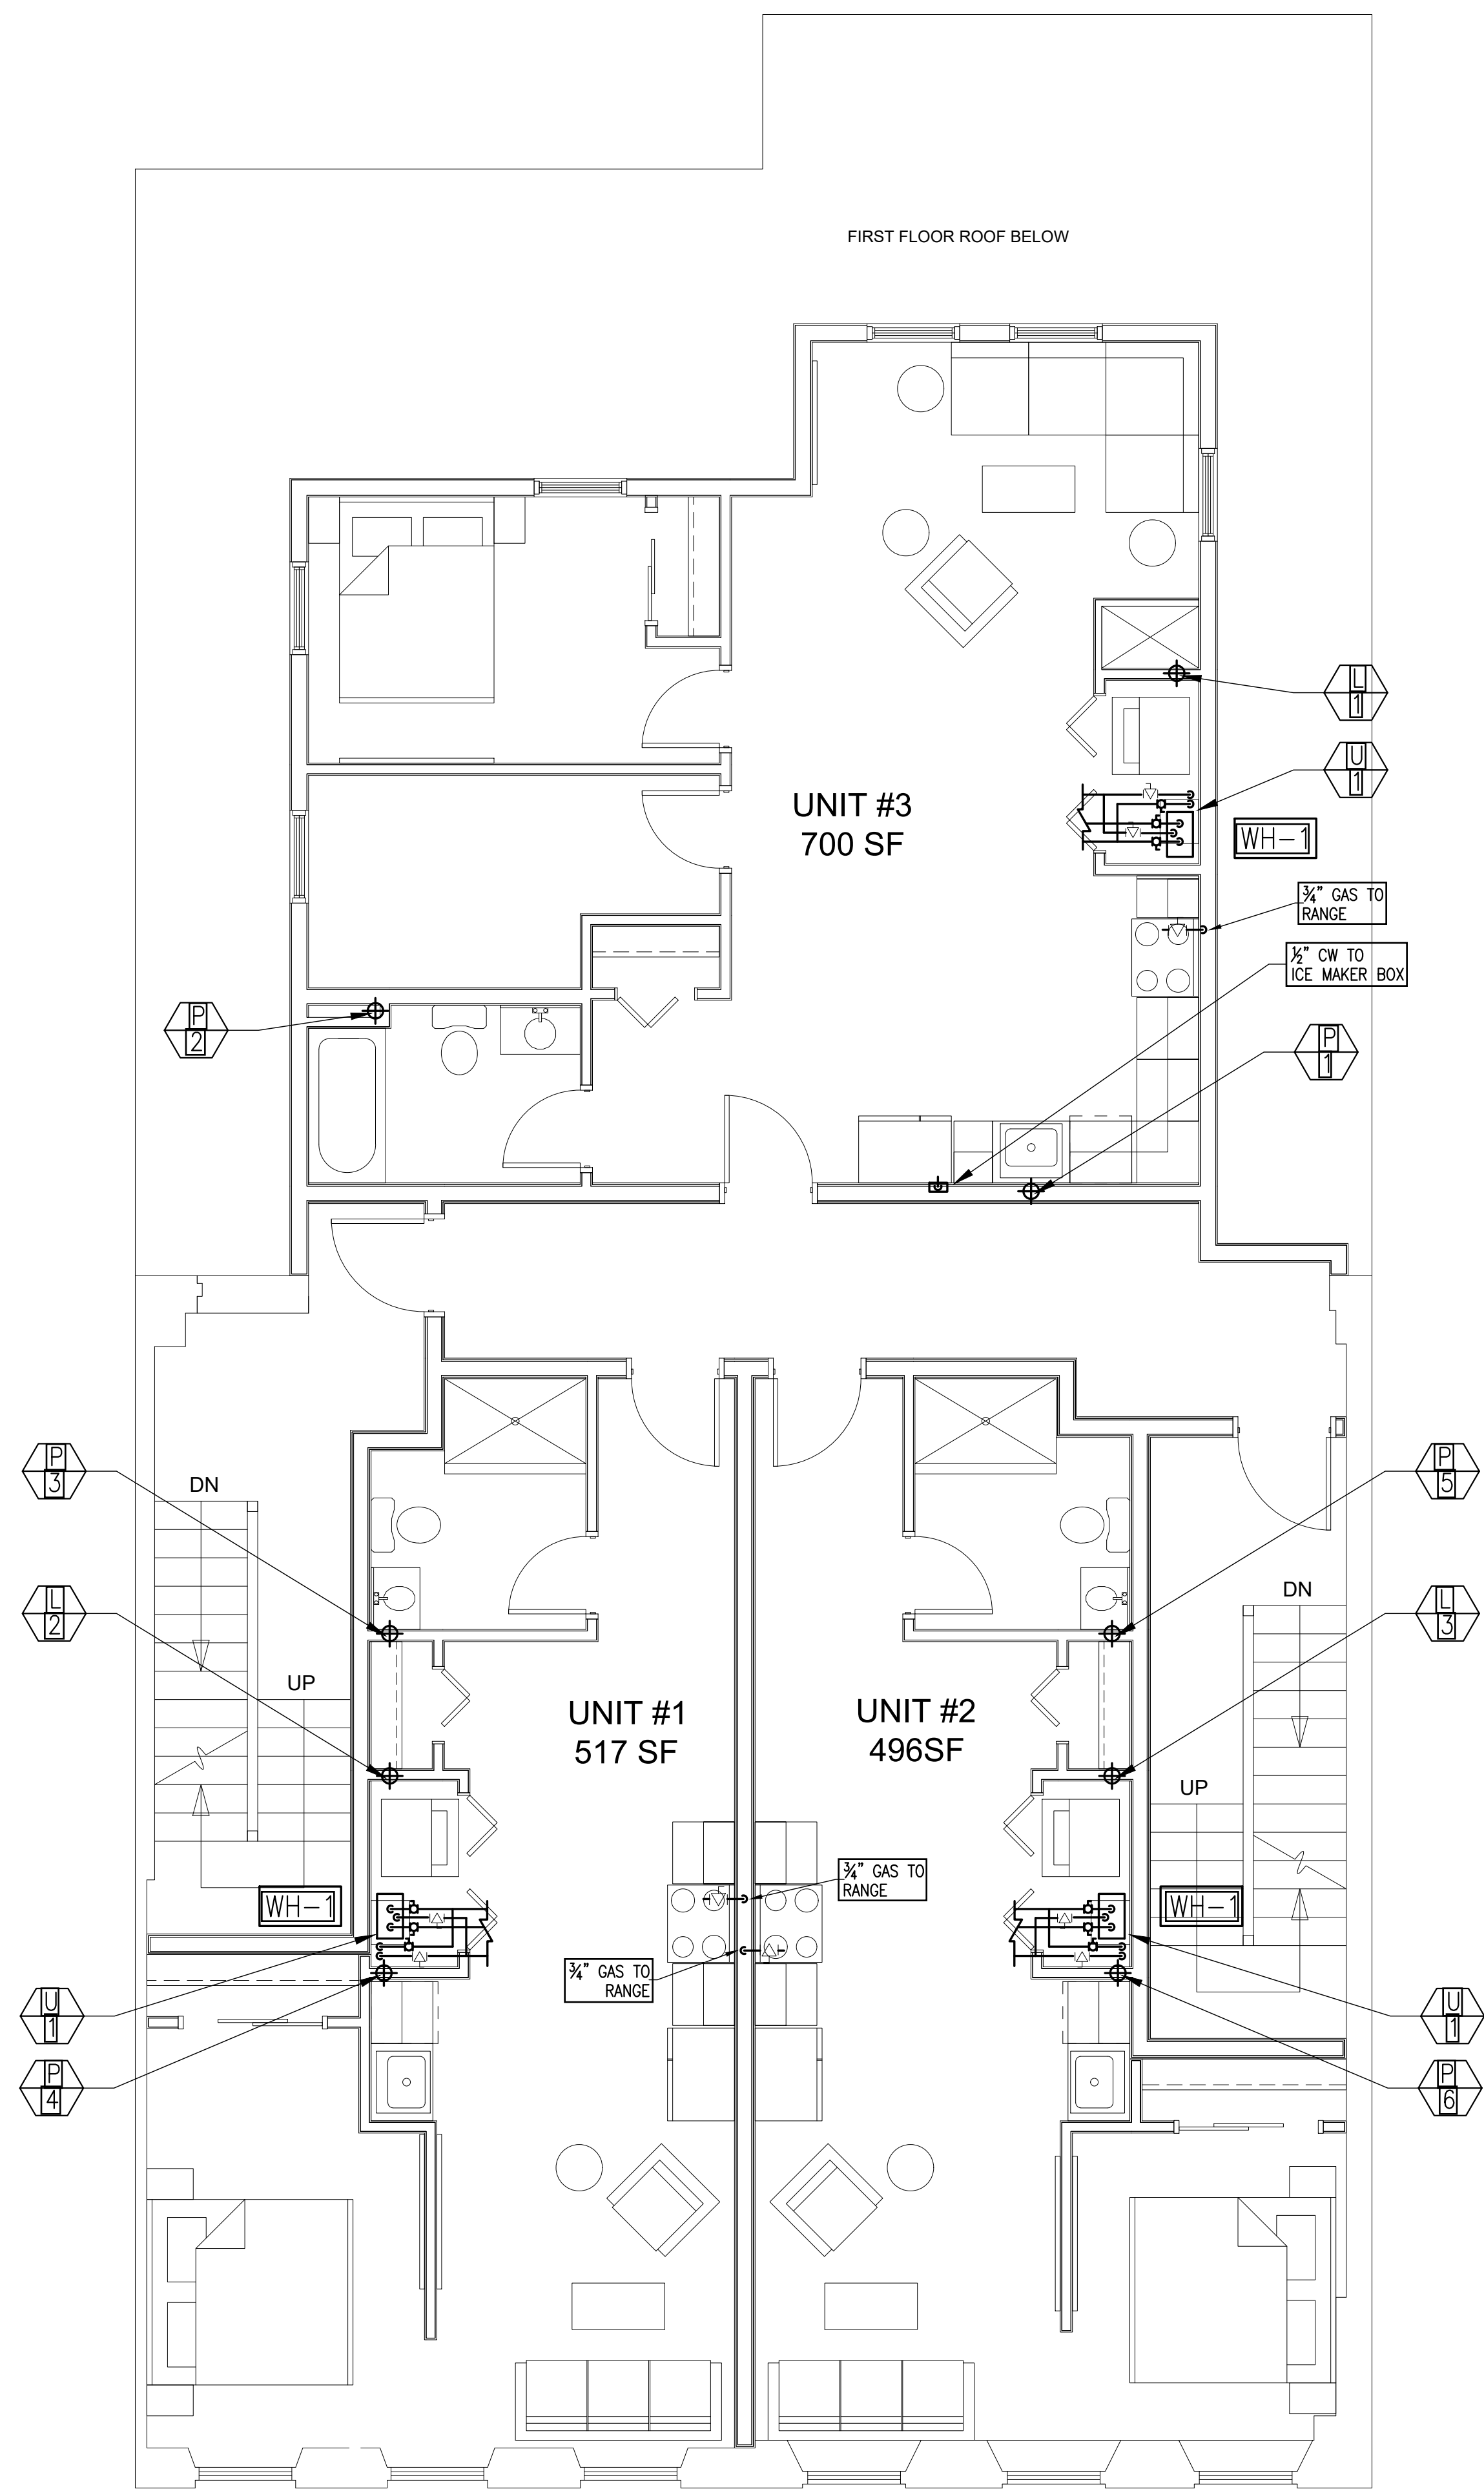 FIRST FLOOR ROOF BELOW
L
1
U
1
UNIT #3
700 SF
WH-1
¾" GAS TO
RANGE
½" CW TO
ICE MAKER BOX
P
2
P
1
P
3
P
5
DN
L
2
DN
L
3
UP
UNIT #1
517 SF
UNIT #2
496SF
UP
¾" GAS TO
RANGE
WH-1
WH-1
¾" GAS TO
RANGE
U
1
U
1
P
4
P
6